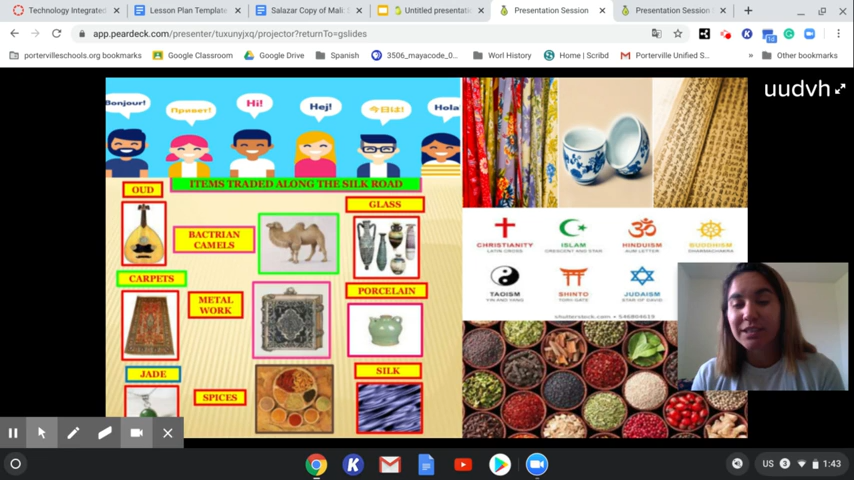 Technology Integrated
Lesson Plan Template
Salazar Copy of Mali:
Untitled presentatio
Presentation Session
Presentation Session
app.peardeck.com/presenter/tuxunyjxq/projector?returnTo=gslides
portervilleschools.org bookmarks
Google Classroom
Google Drive
Spanish
3506_mayacode_0...
Worl History
Home | Scribd
Porterville Unified S...
»
Other bookmarks
uudvh
Bonjour!
Привет!
Hi!
Hej!
今日は!
Hola!
ITEMS TRADED ALONG THE SILK ROAD
OUD
GLASS
BACTRIAN
CAMELS
CARPETS
METAL
WORK
PORCELAIN
JADE
SPICES
SILK
CHRISTIANITY
LATIN CROSS
ISLAM
CRESCENT AND STAR
HINDUISM
AUM LETTER
BUDDHISM
DHARMACHAKRA
TAOISM
YIN AND YANG
SHINTO
TORII GATE
JUDAISM
STAR OF DAVID
shutterstock.com • 546804619
US
3
1:43